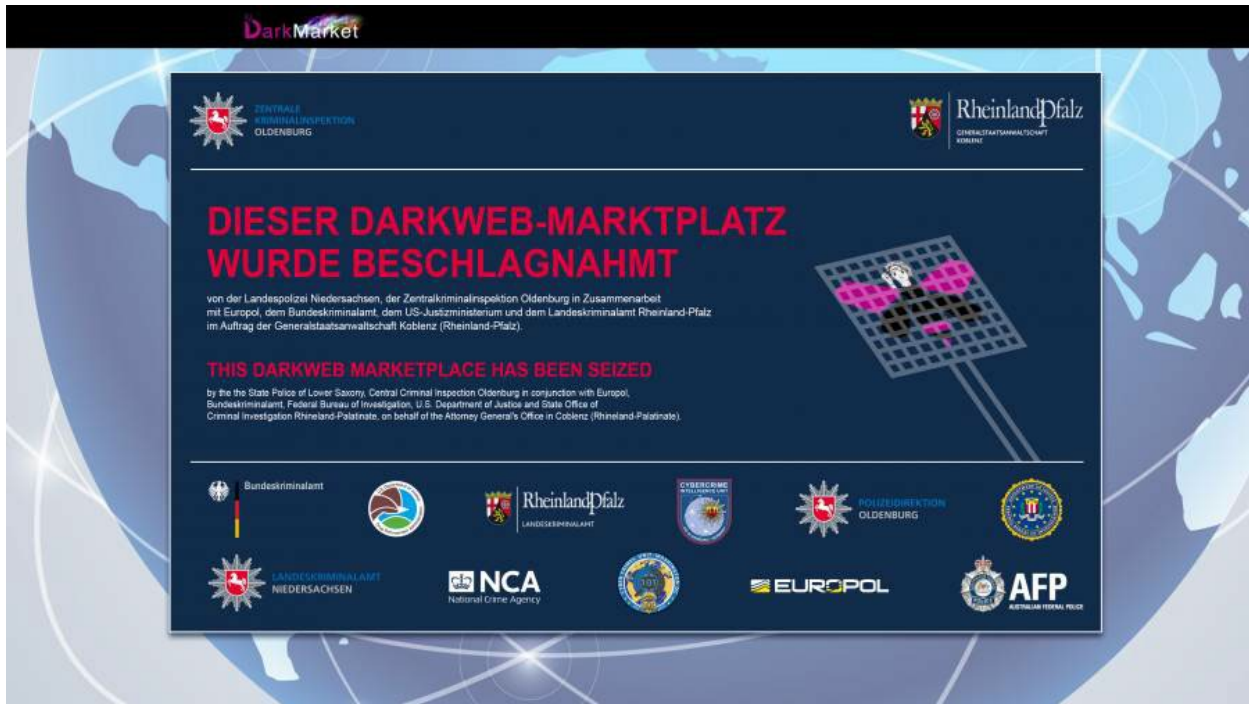 DarkMarket
ZENTRALE
KRIMINALINSPEKTION
OLDENBURG
RheinlandPfalz
GENERALSTAATSANWALTSCHAFT
KOBLENZ
DIESER DARKWEB-MARKTPLATZ
WURDE BESCHLAGNAHMT
von der Landespolizei Niedersachsen, der Zentralkriminalinspektion Oldenburg in Zusammenarbeit
mit Europol, dem Bundeskriminalamt, dem US-Justizministerium und dem Landeskriminalamt Rheinland-Pfalz
im Auftrag der Generalstaatsanwaltschaft Koblenz (Rheinland-Pfalz).
THIS DARKWEB MARKETPLACE HAS BEEN SEIZED
by the the State Police of Lower Saxony, Central Criminal Inspection Oldenburg in conjunction with Europol,
Bundeskriminalamt, Federal Bureau of Investigation, U.S. Department of Justice and State Office of
Criminal Investigation Rhineland-Palatinate, on behalf of the Attorney General's Office in Coblenz (Rhineland-Palatinate).
Bundeskriminalamt
RheinlandPfalz
LANDESKRIMINALAMT
CYBERCRIME
INTELLIGENCE UNIT
POLIZEIDIREKTION
OLDENBURG
LANDESKRIMINALAMT
NIEDERSACHSEN
NCA
National Crime Agency
EUROPOL
AFP
AUSTRALIAN FEDERAL POLICE